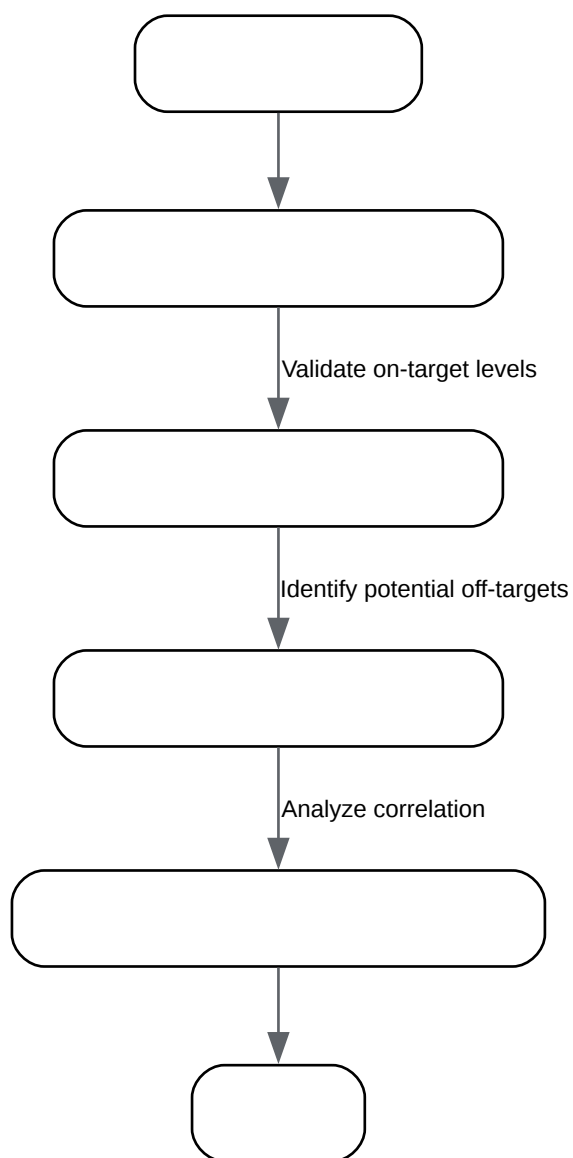 Validate on-target levels
Identify potential off-targets
Analyze correlation